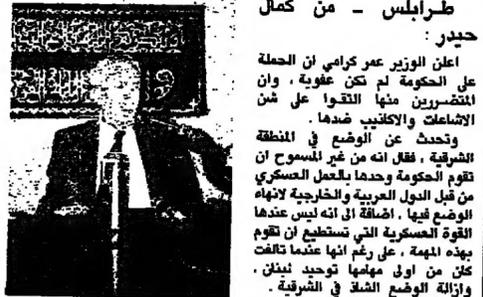 طرابلس - من كمال
حيدر :
اعلن الوزير عمر كرامي ان الحملة
على الحكومة لم تكن عفوية ، وان
المتضررين منها التقوا على شن
الاشاعات والاكاذيب ضدها .
وتحدث عن الوضع في المنطقة
الشرقية ، فقال انه من غير المسموح ان
تقوم الحكومة وحدها بالعمل العسكري
من قبل الدول العربية والخارجية لانهاء
الوضع فيها ، اضافة الى انه ليس عندها
القوة العسكرية التي تستطيع ان تقوم
بهذه المهمة ، على رغم انها عندما تالفت
كان من اولى مهامها توحيد لبنان ،
وازالة الوضع الشاذ في الشرقية .